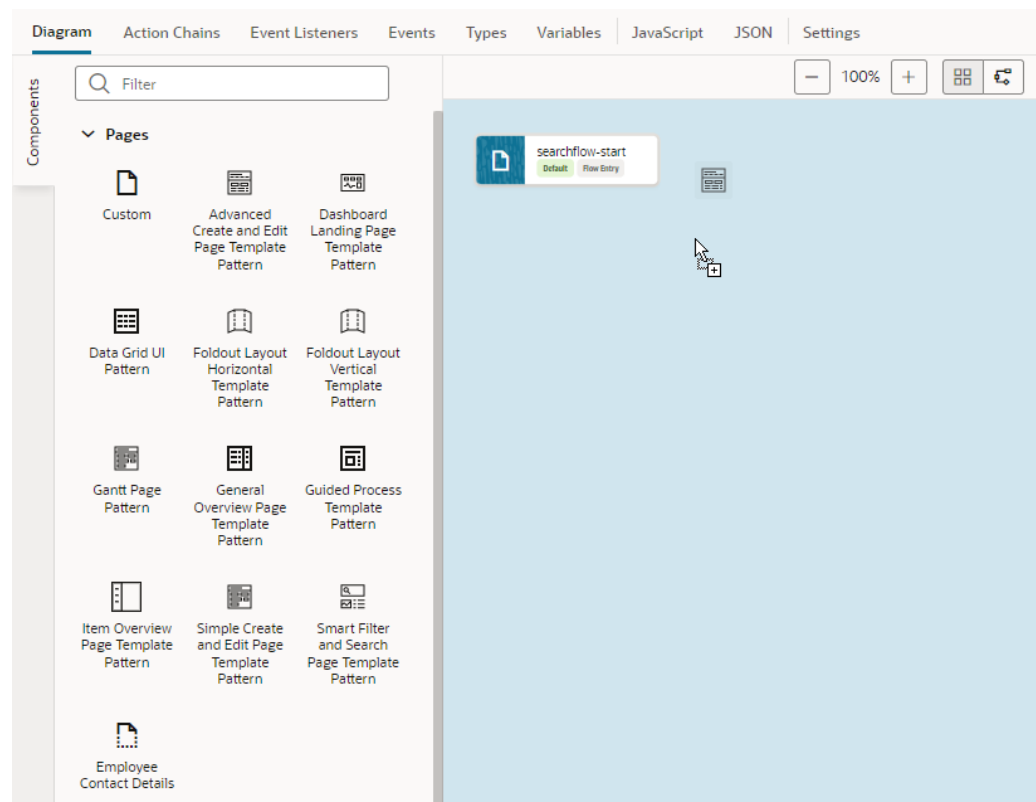 Diagram Action Chains Event Listeners Events Types Variables JavaScript JSON Settings
Components
Filter
100%
Pages
searchflow-start
Default Flow Entry
Custom
Advanced
Create and Edit
Page Template
Pattern
Dashboard
Landing Page
Template
Pattern
Data Grid UI
Pattern
Foldout Layout
Horizontal
Template
Pattern
Foldout Layout
Vertical
Template
Pattern
Gantt Page
Pattern
General
Overview Page
Template
Pattern
Guided Process
Template
Pattern
Item Overview
Page Template
Pattern
Simple Create
and Edit Page
Template
Pattern
Smart Filter
and Search
Page Template
Pattern
Employee
Contact Details